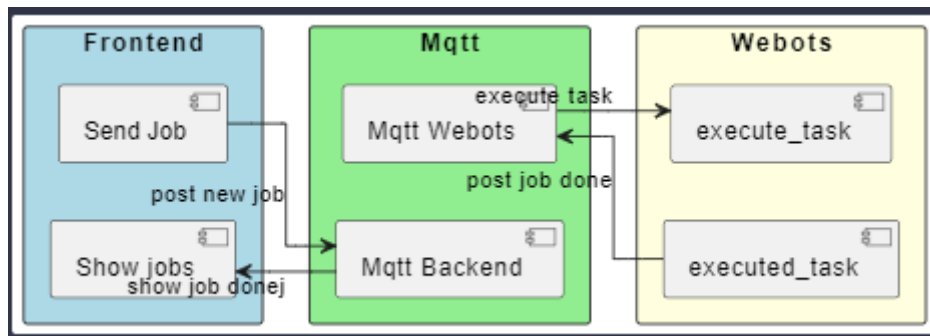 Frontend
Mqtt
Webots
execute task
Send Job
Mqtt Webots
execute_task
post new job
post job done
Show jobs
Mqtt Backend
executed_task
show job donej